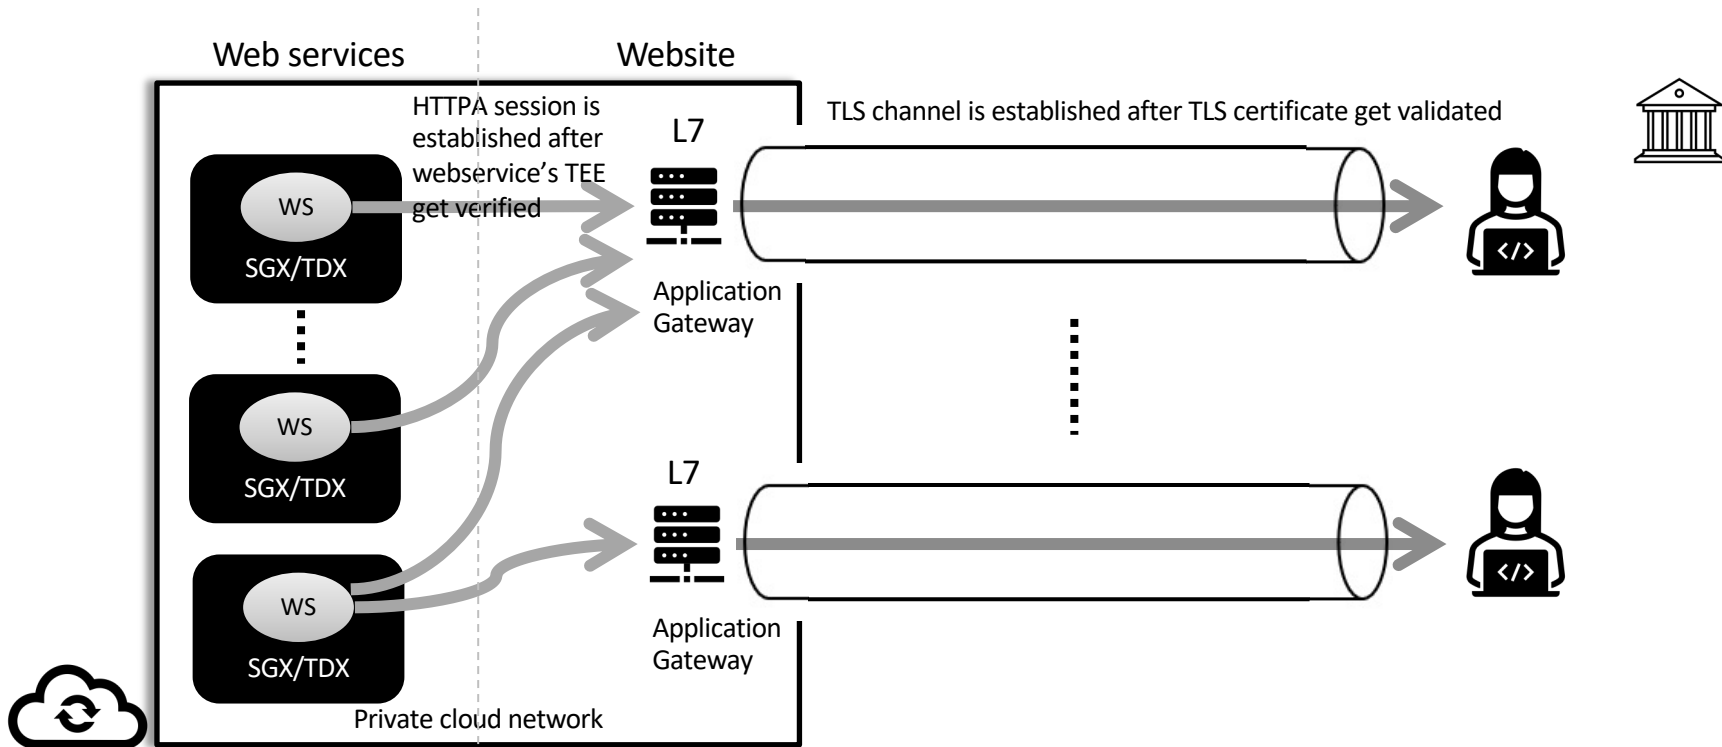 Web services
Website
HTTPA session is
established after
webservice's TEE
get verified
L7
TLS channel is established after TLS certificate get validated
WS
SGX/TDX
</>
Application
Gateway
WS
SGX/TDX
L7
</>
WS
SGX/TDX
Application
Gateway
Private cloud network